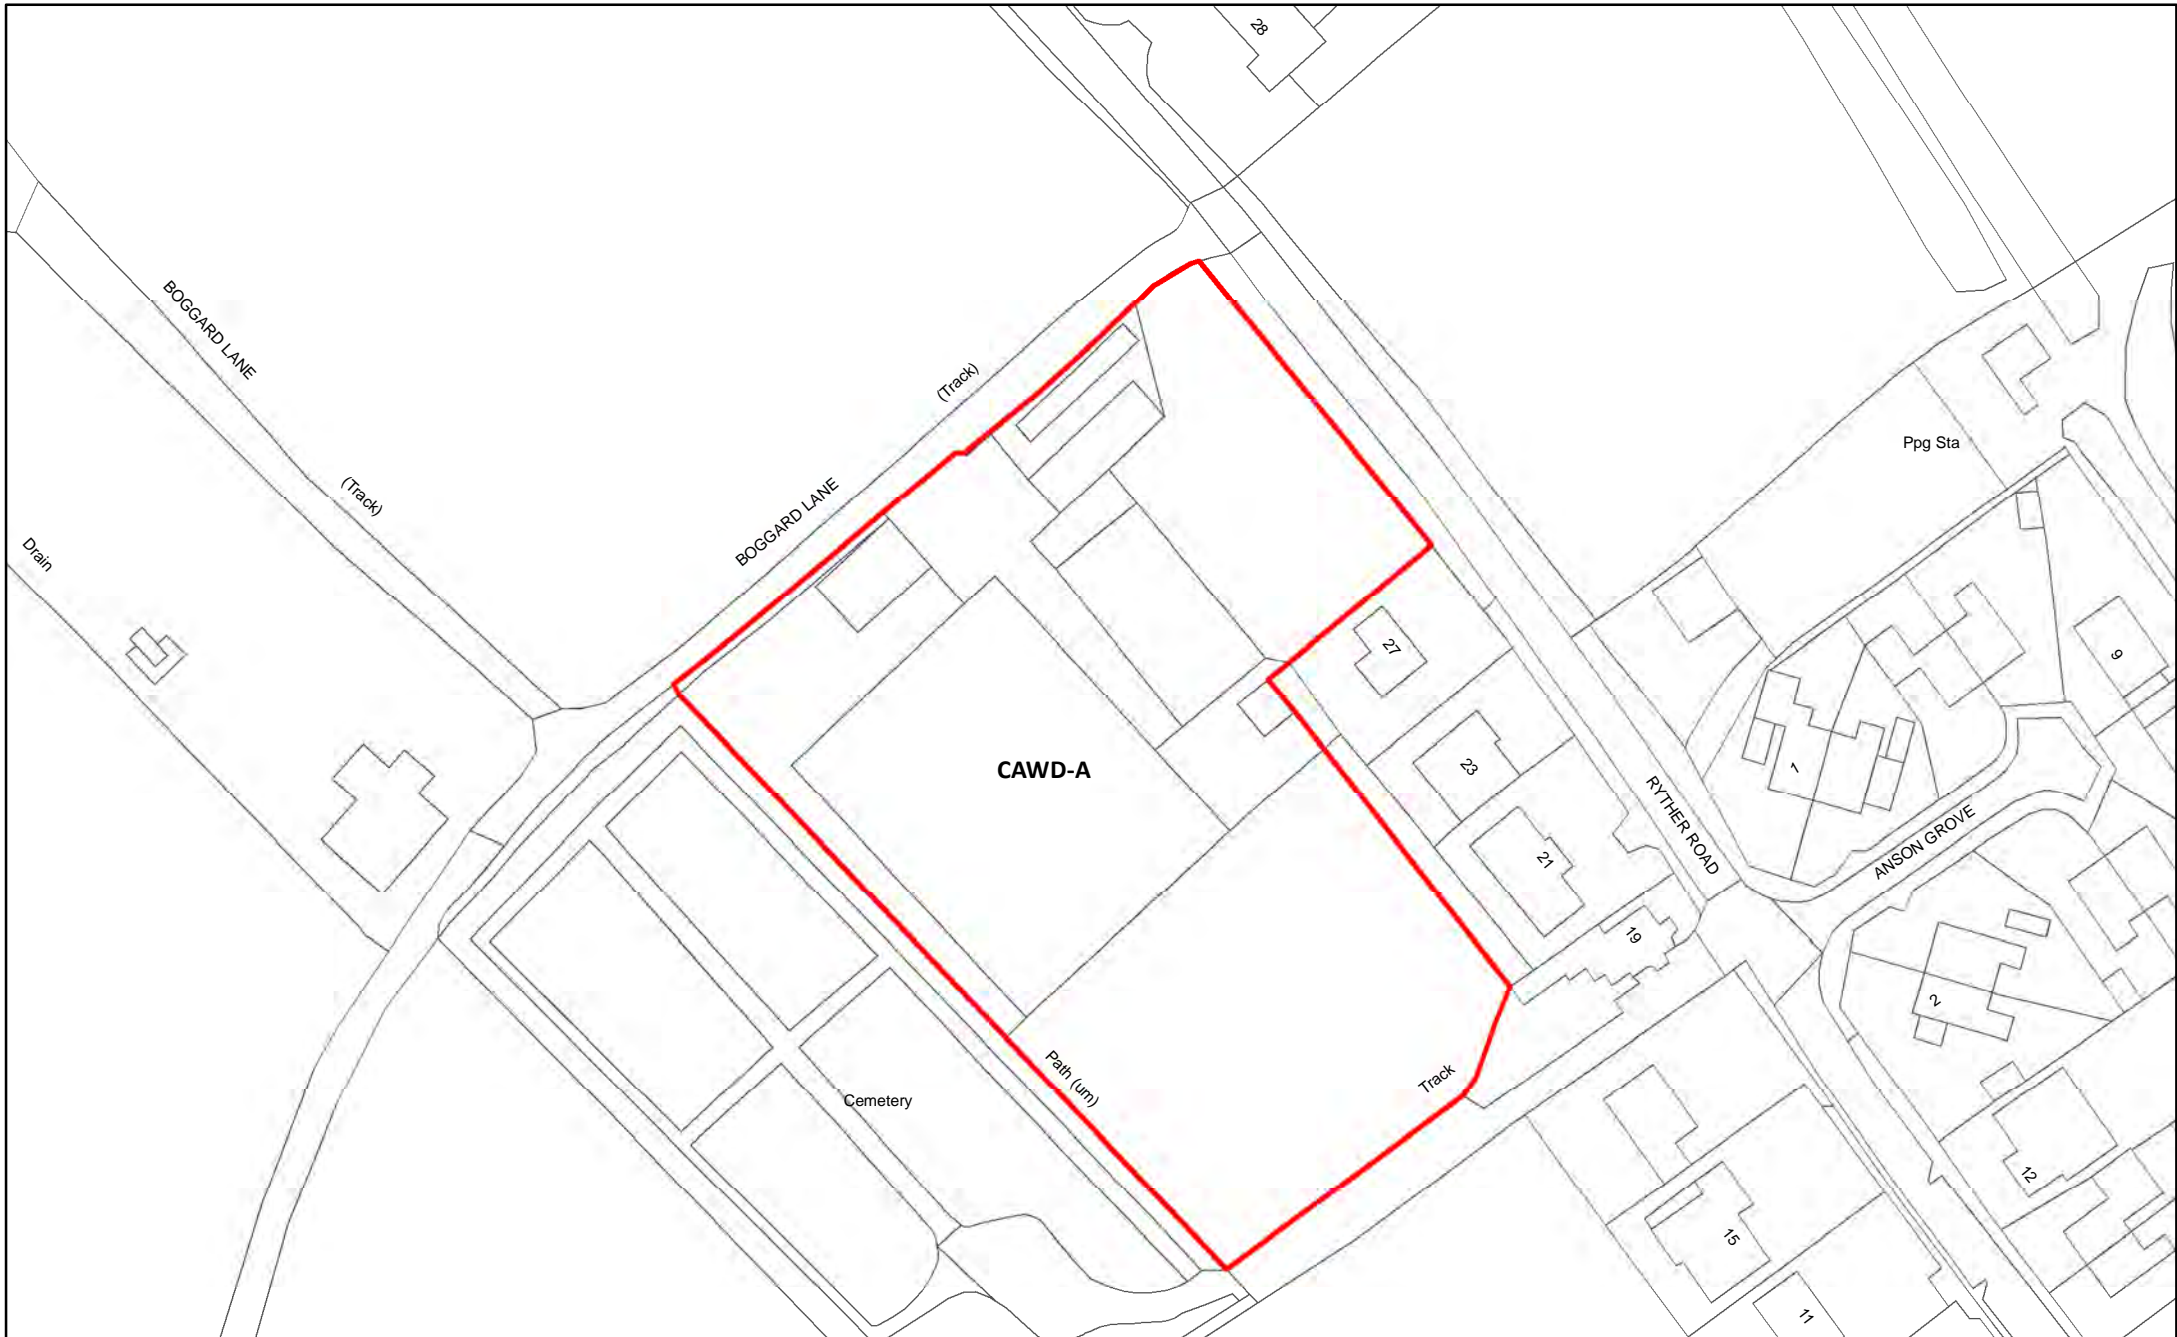 28
BOGGARD LANE
(Track)
(Track)
BOGGARD LANE
Drain
Ppg Sta
27
9
23
CAWD-A
1
RYTHER ROAD
ANSON GROVE
21
19
2
Path (um)
Track
Cemetery
12
15
11